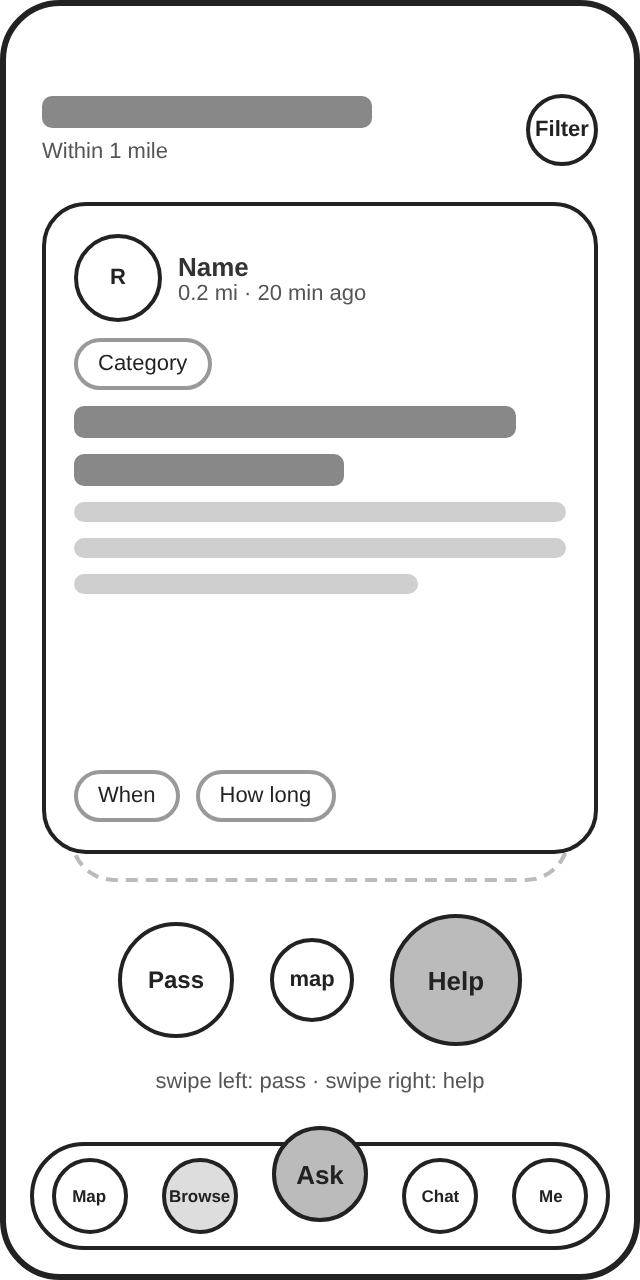 Within 1 mile
Filter
R
Name
0.2 mi · 20 min ago
Category
When
How long
Pass
map
Help
swipe left: pass · swipe right: help
Map
Browse
Ask
Chat
Me